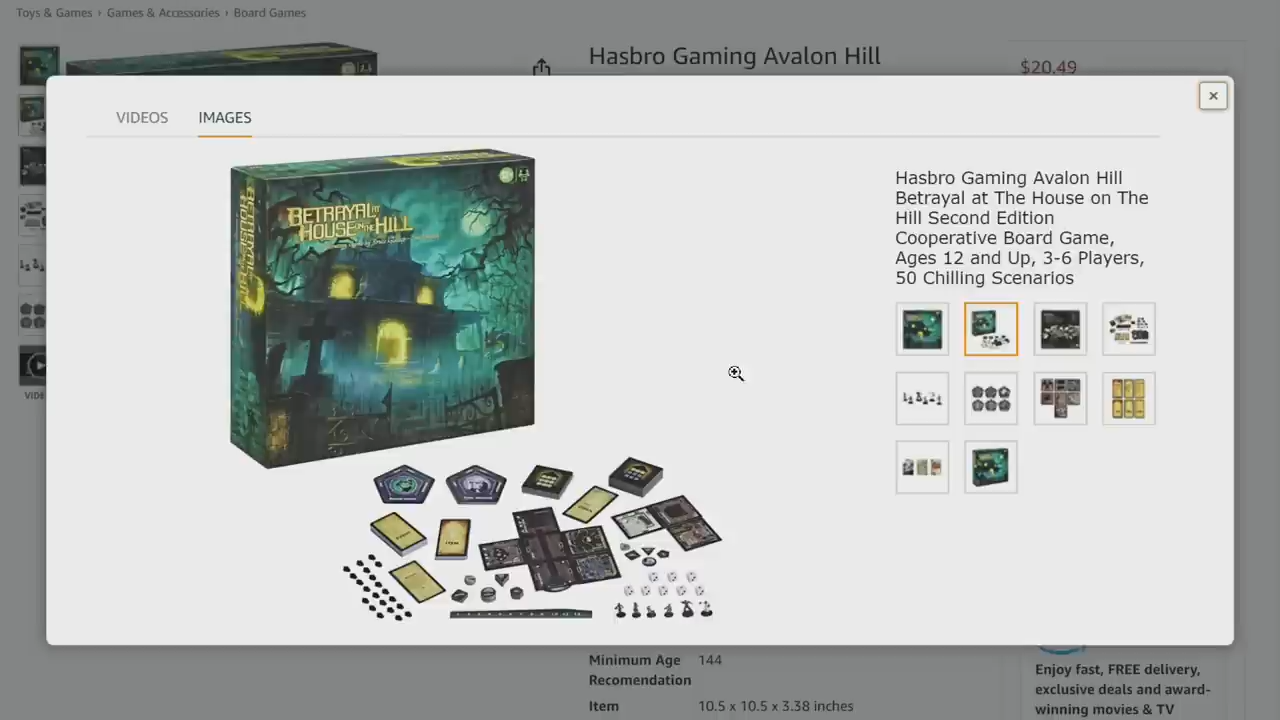 Toys & Games › Games & Accessories › Board Games
Hasbro Gaming Avalon Hill
$20.49
VIDEOS
IMAGES
BETRAYAL AT
HOUSE ON THE HILL
Hasbro Gaming Avalon Hill
Betrayal at The House on The
Hill Second Edition
Cooperative Board Game,
Ages 12 and Up, 3-6 Players,
50 Chilling Scenarios
Minimum Age 144
Recomendation
Item 10.5 x 10.5 x 3.38 inches
Enjoy fast, FREE delivery,
exclusive deals and award-
winning movies & TV